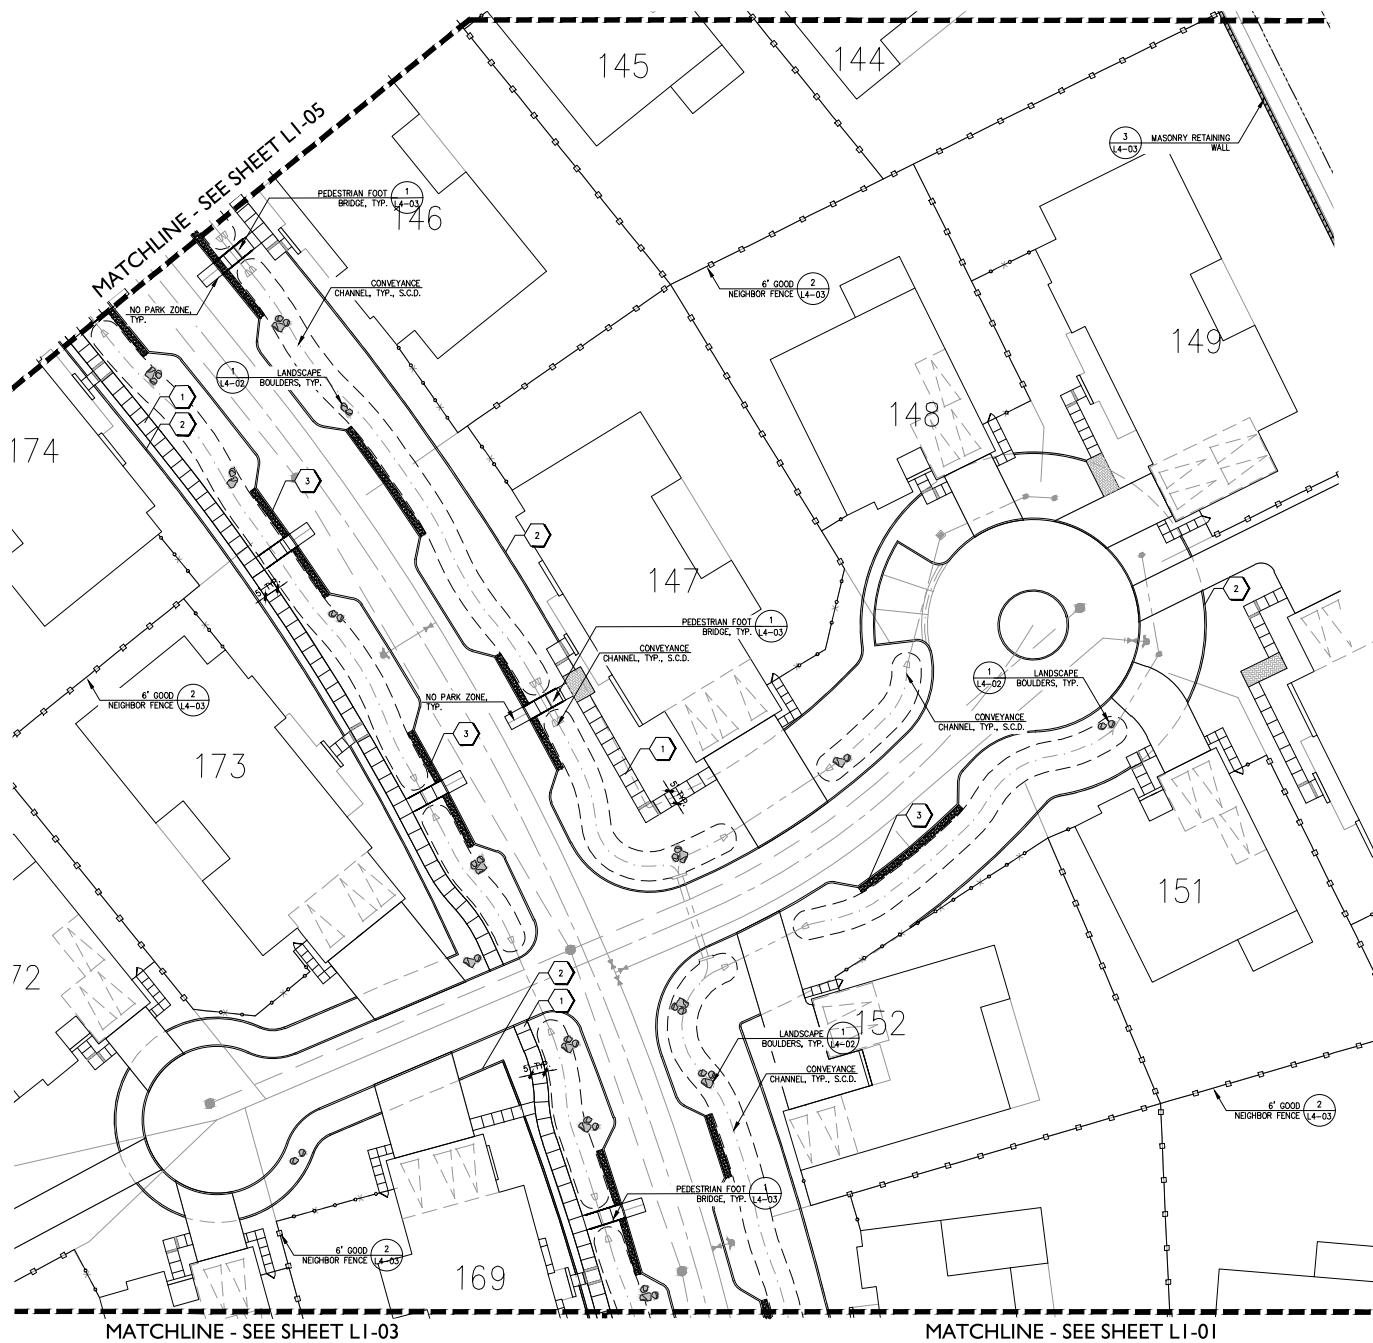 145
144
3
L4-03
MASONRY RETAINING
WALL
MATCHLINE - SEE SHEET L1-05
PEDESTRIAN FOOT
BRIDGE, TYP.
1
L4-03
146
CONVEYANCE
CHANNEL, TYP., S.C.D.
6' GOOD
NEIGHBOR FENCE
2
L4-03
NO PARK ZONE,
TYP.
149
1
L4-02
LANDSCAPE
BOULDERS, TYP.
1
2
148
174
3
2
147
2
5' TYP.
PEDESTRIAN FOOT
BRIDGE, TYP.
1
L4-03
CONVEYANCE
CHANNEL, TYP., S.C.D.
1
L4-02
LANDSCAPE
BOULDERS, TYP.
6' GOOD
NEIGHBOR FENCE
2
L4-03
NO PARK ZONE,
TYP.
CONVEYANCE
CHANNEL, TYP., S.C.D.
3
1
173
5' TYP.
3
151
72
2
1
152
LANDSCAPE
BOULDERS, TYP.
1
L4-02
5' TYP.
CONVEYANCE
CHANNEL, TYP., S.C.D.
6' GOOD
NEIGHBOR FENCE
2
L4-03
PEDESTRIAN FOOT
BRIDGE, TYP.
1
L4-03
6' GOOD
NEIGHBOR FENCE
2
L4-03
169
MATCHLINE - SEE SHEET L1-03
MATCHLINE - SEE SHEET L1-01